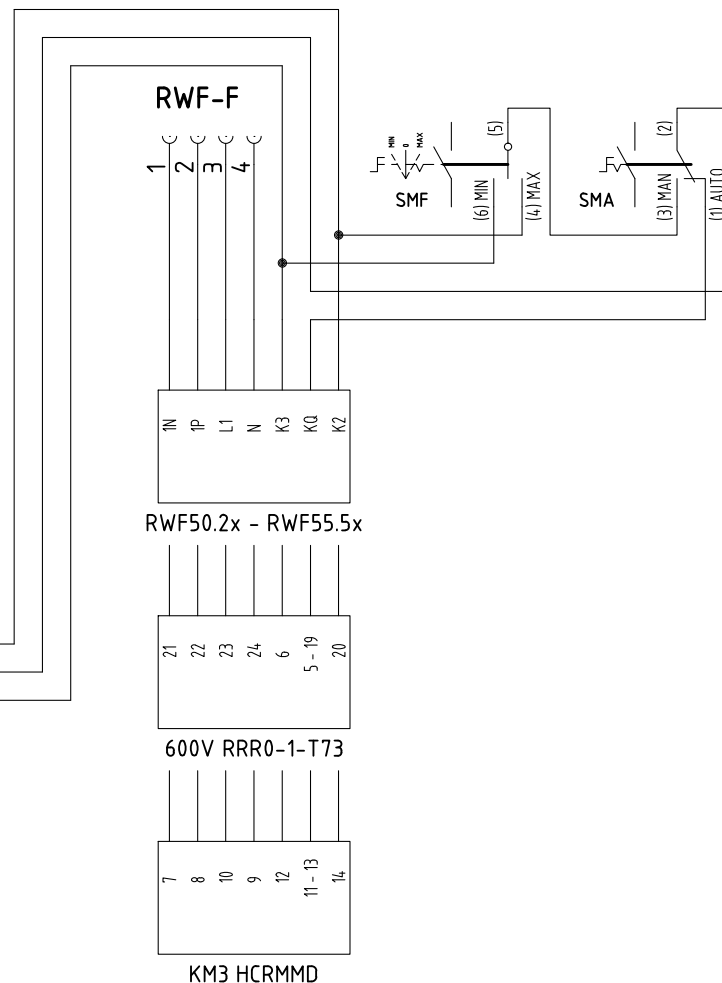 RWF-F
1
2
3
4
MIN
0
MAX
SMF
(5)
(6) MIN
(4) MAX
SMA
(2)
(3) MAN
(1) AUTO
1N
1P
L1
N
K3
KQ
K2
RWF50.2x - RWF55.5x
21
22
23
24
6
5 - 19
20
600V RRR0-1-T73
7
8
10
9
12
11 - 13
14
KM3 HCRMMD